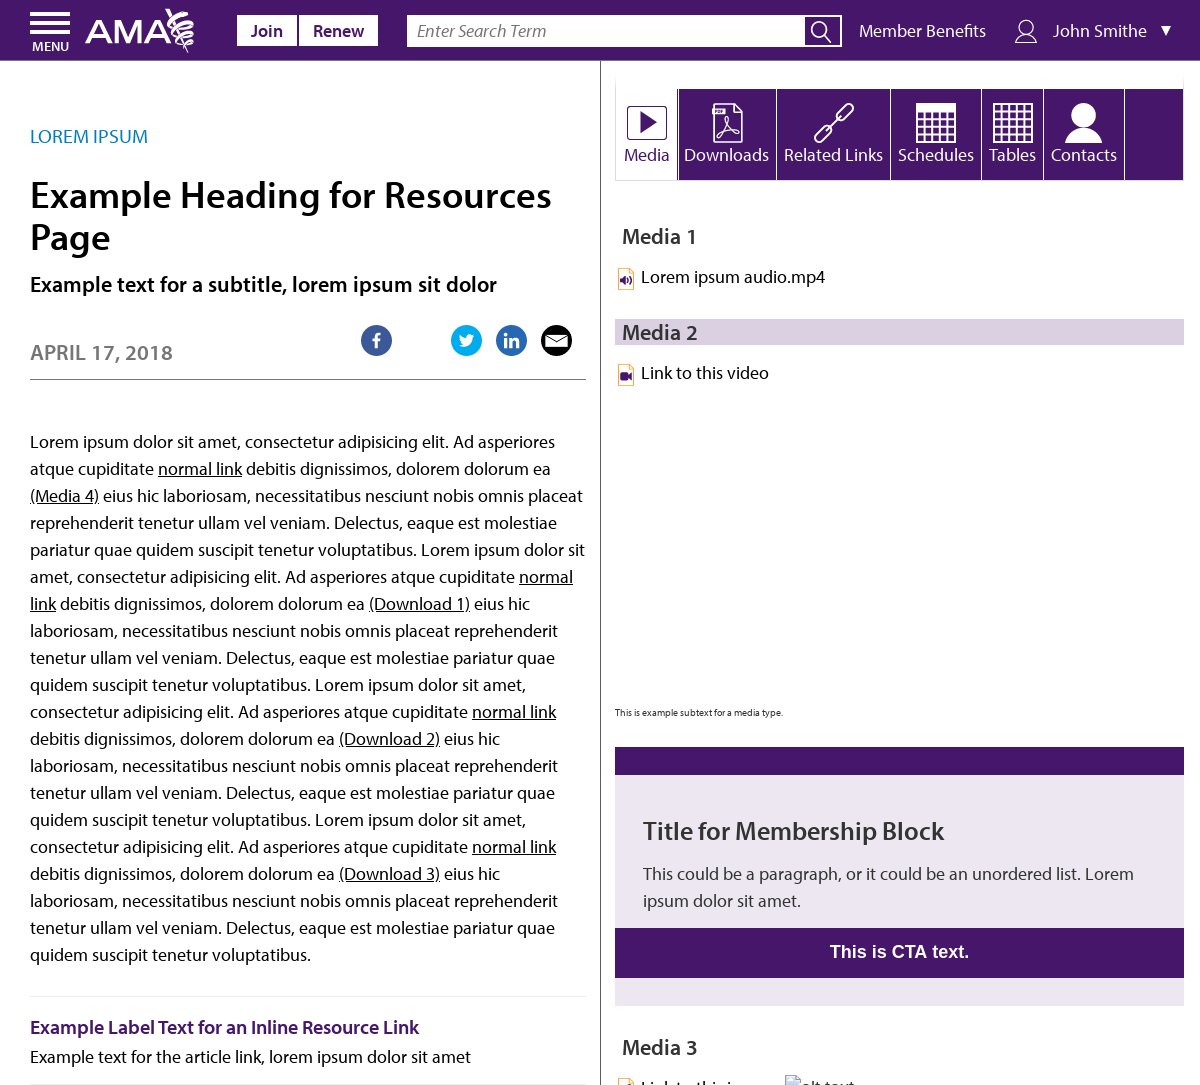 MENU
AMA
Join
Renew
Enter Search Term
Member Benefits
John Smithe
LOREM IPSUM
Example Heading for Resources
Page
Example text for a subtitle, lorem ipsum sit dolor
APRIL 17, 2018
Lorem ipsum dolor sit amet, consectetur adipisicing elit. Ad asperiores
atque cupiditate normal link debitis dignissimos, dolorem dolorum ea
(Media 4) eius hic laboriosam, necessitatibus nesciunt nobis omnis placeat
reprehenderit tenetur ullam vel veniam. Delectus, eaque est molestiae
pariatur quae quidem suscipit tenetur voluptatibus. Lorem ipsum dolor sit
amet, consectetur adipisicing elit. Ad asperiores atque cupiditate normal
link debitis dignissimos, dolorem dolorum ea (Download 1) eius hic
laboriosam, necessitatibus nesciunt nobis omnis placeat reprehenderit
tenetur ullam vel veniam. Delectus, eaque est molestiae pariatur quae
quidem suscipit tenetur voluptatibus. Lorem ipsum dolor sit amet,
consectetur adipisicing elit. Ad asperiores atque cupiditate normal link
debitis dignissimos, dolorem dolorum ea (Download 2) eius hic
laboriosam, necessitatibus nesciunt nobis omnis placeat reprehenderit
tenetur ullam vel veniam. Delectus, eaque est molestiae pariatur quae
quidem suscipit tenetur voluptatibus. Lorem ipsum dolor sit amet,
consectetur adipisicing elit. Ad asperiores atque cupiditate normal link
debitis dignissimos, dolorem dolorum ea (Download 3) eius hic
laboriosam, necessitatibus nesciunt nobis omnis placeat reprehenderit
tenetur ullam vel veniam. Delectus, eaque est molestiae pariatur quae
quidem suscipit tenetur voluptatibus.
Example Label Text for an Inline Resource Link
Example text for the article link, lorem ipsum dolor sit amet
Media
PDF
Downloads
Related Links
Schedules
Tables
Contacts
Media 1
Lorem ipsum audio.mp4
Media 2
Link to this video
This is example subtext for a media type.
Title for Membership Block
This could be a paragraph, or it could be an unordered list. Lorem
ipsum dolor sit amet.
This is CTA text.
Media 3